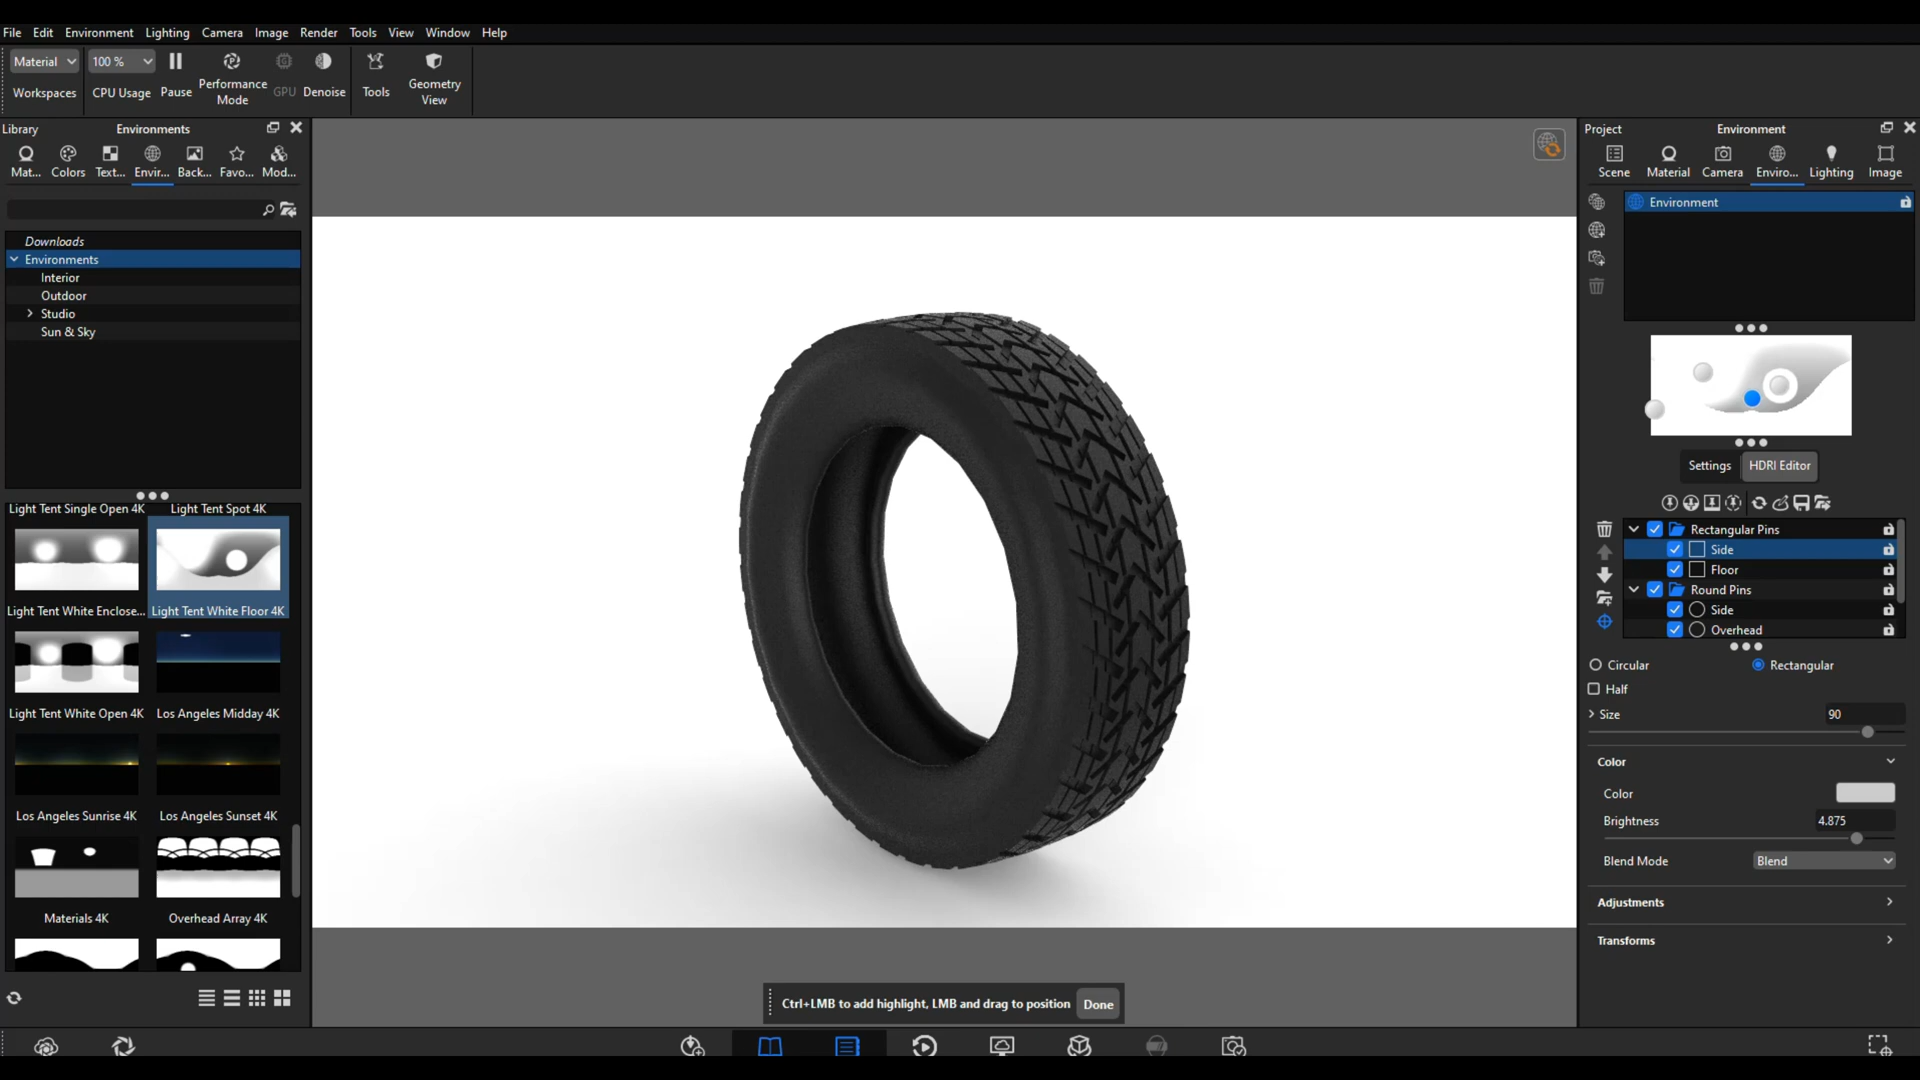 File Edit Environment Lighting Camera Image Render Tools View Window Help
Material 100 %
Workspaces CPU Usage Pause Performance Mode GPU Denoise Tools Geometry View
Library Environments
Mat... Colors Text... Envir... Back... Favo... Mod...
Downloads
Environments
Interior
Outdoor
Studio
Sun & Sky
Light Tent Single Open 4K Light Tent Spot 4K
Light Tent White Enclose... Light Tent White Floor 4K
Light Tent White Open 4K Los Angeles Midday 4K
Los Angeles Sunrise 4K Los Angeles Sunset 4K
Materials 4K Overhead Array 4K
Ctrl+LMB to add highlight, LMB and drag to position Done
Project Environment
Scene Material Camera Enviro... Lighting Image
Environment
Settings HDRI Editor
Rectangular Pins
Side
Floor
Round Pins
Side
Overhead
Circular Rectangular
Half
Size 90
Color
Color
Brightness 4.875
Blend Mode Blend
Adjustments
Transforms